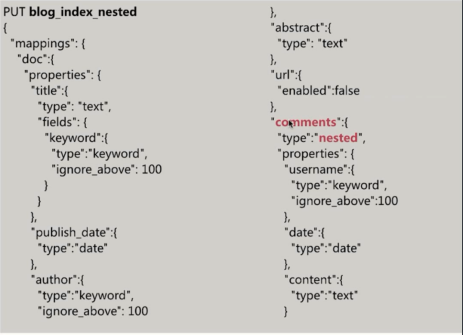 PUT blog_index_nested
{
"mappings": {
"doc":{
"properties": {
"title":{
"type": "text",
"fields": {
"keyword":{
"type":"keyword",
"ignore_above": 100
}
}
},
"publish_date":{
"type":"date"
},
"author":{
"type":"keyword",
"ignore_above": 100
},
"abstract":{
"type": "text"
},
"url":{
"enabled":false
},
"comments":{
"type":"nested",
"properties": {
"username":{
"type":"keyword",
"ignore_above":100
},
"date":{
"type":"date"
},
"content":{
"type":"text"
}